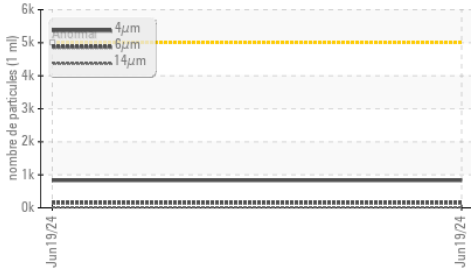 6k
5k
4k
3k
2k
1k
0k
nombre de particules (1 ml)
Anormal
4µm
6µm
14µm
Jun19/24
Jun19/24